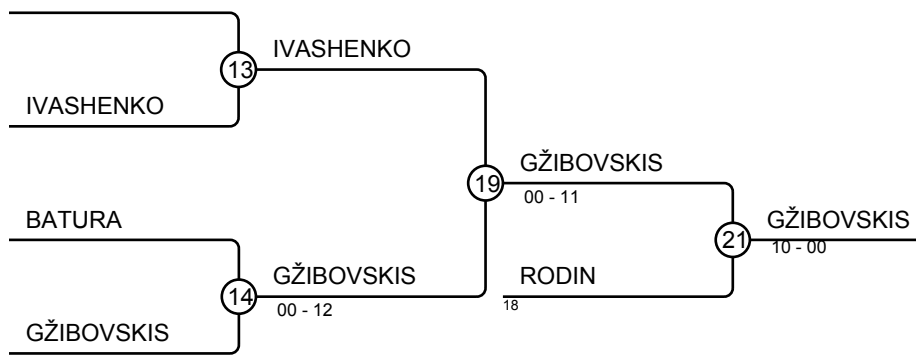 IVASHENKO
13
IVASHENKO
GŽIBOVSKIS
19
00 - 11
BATURA
GŽIBOVSKIS
21
10 - 00
GŽIBOVSKIS
14
00 - 12
RODIN
18
GŽIBOVSKIS